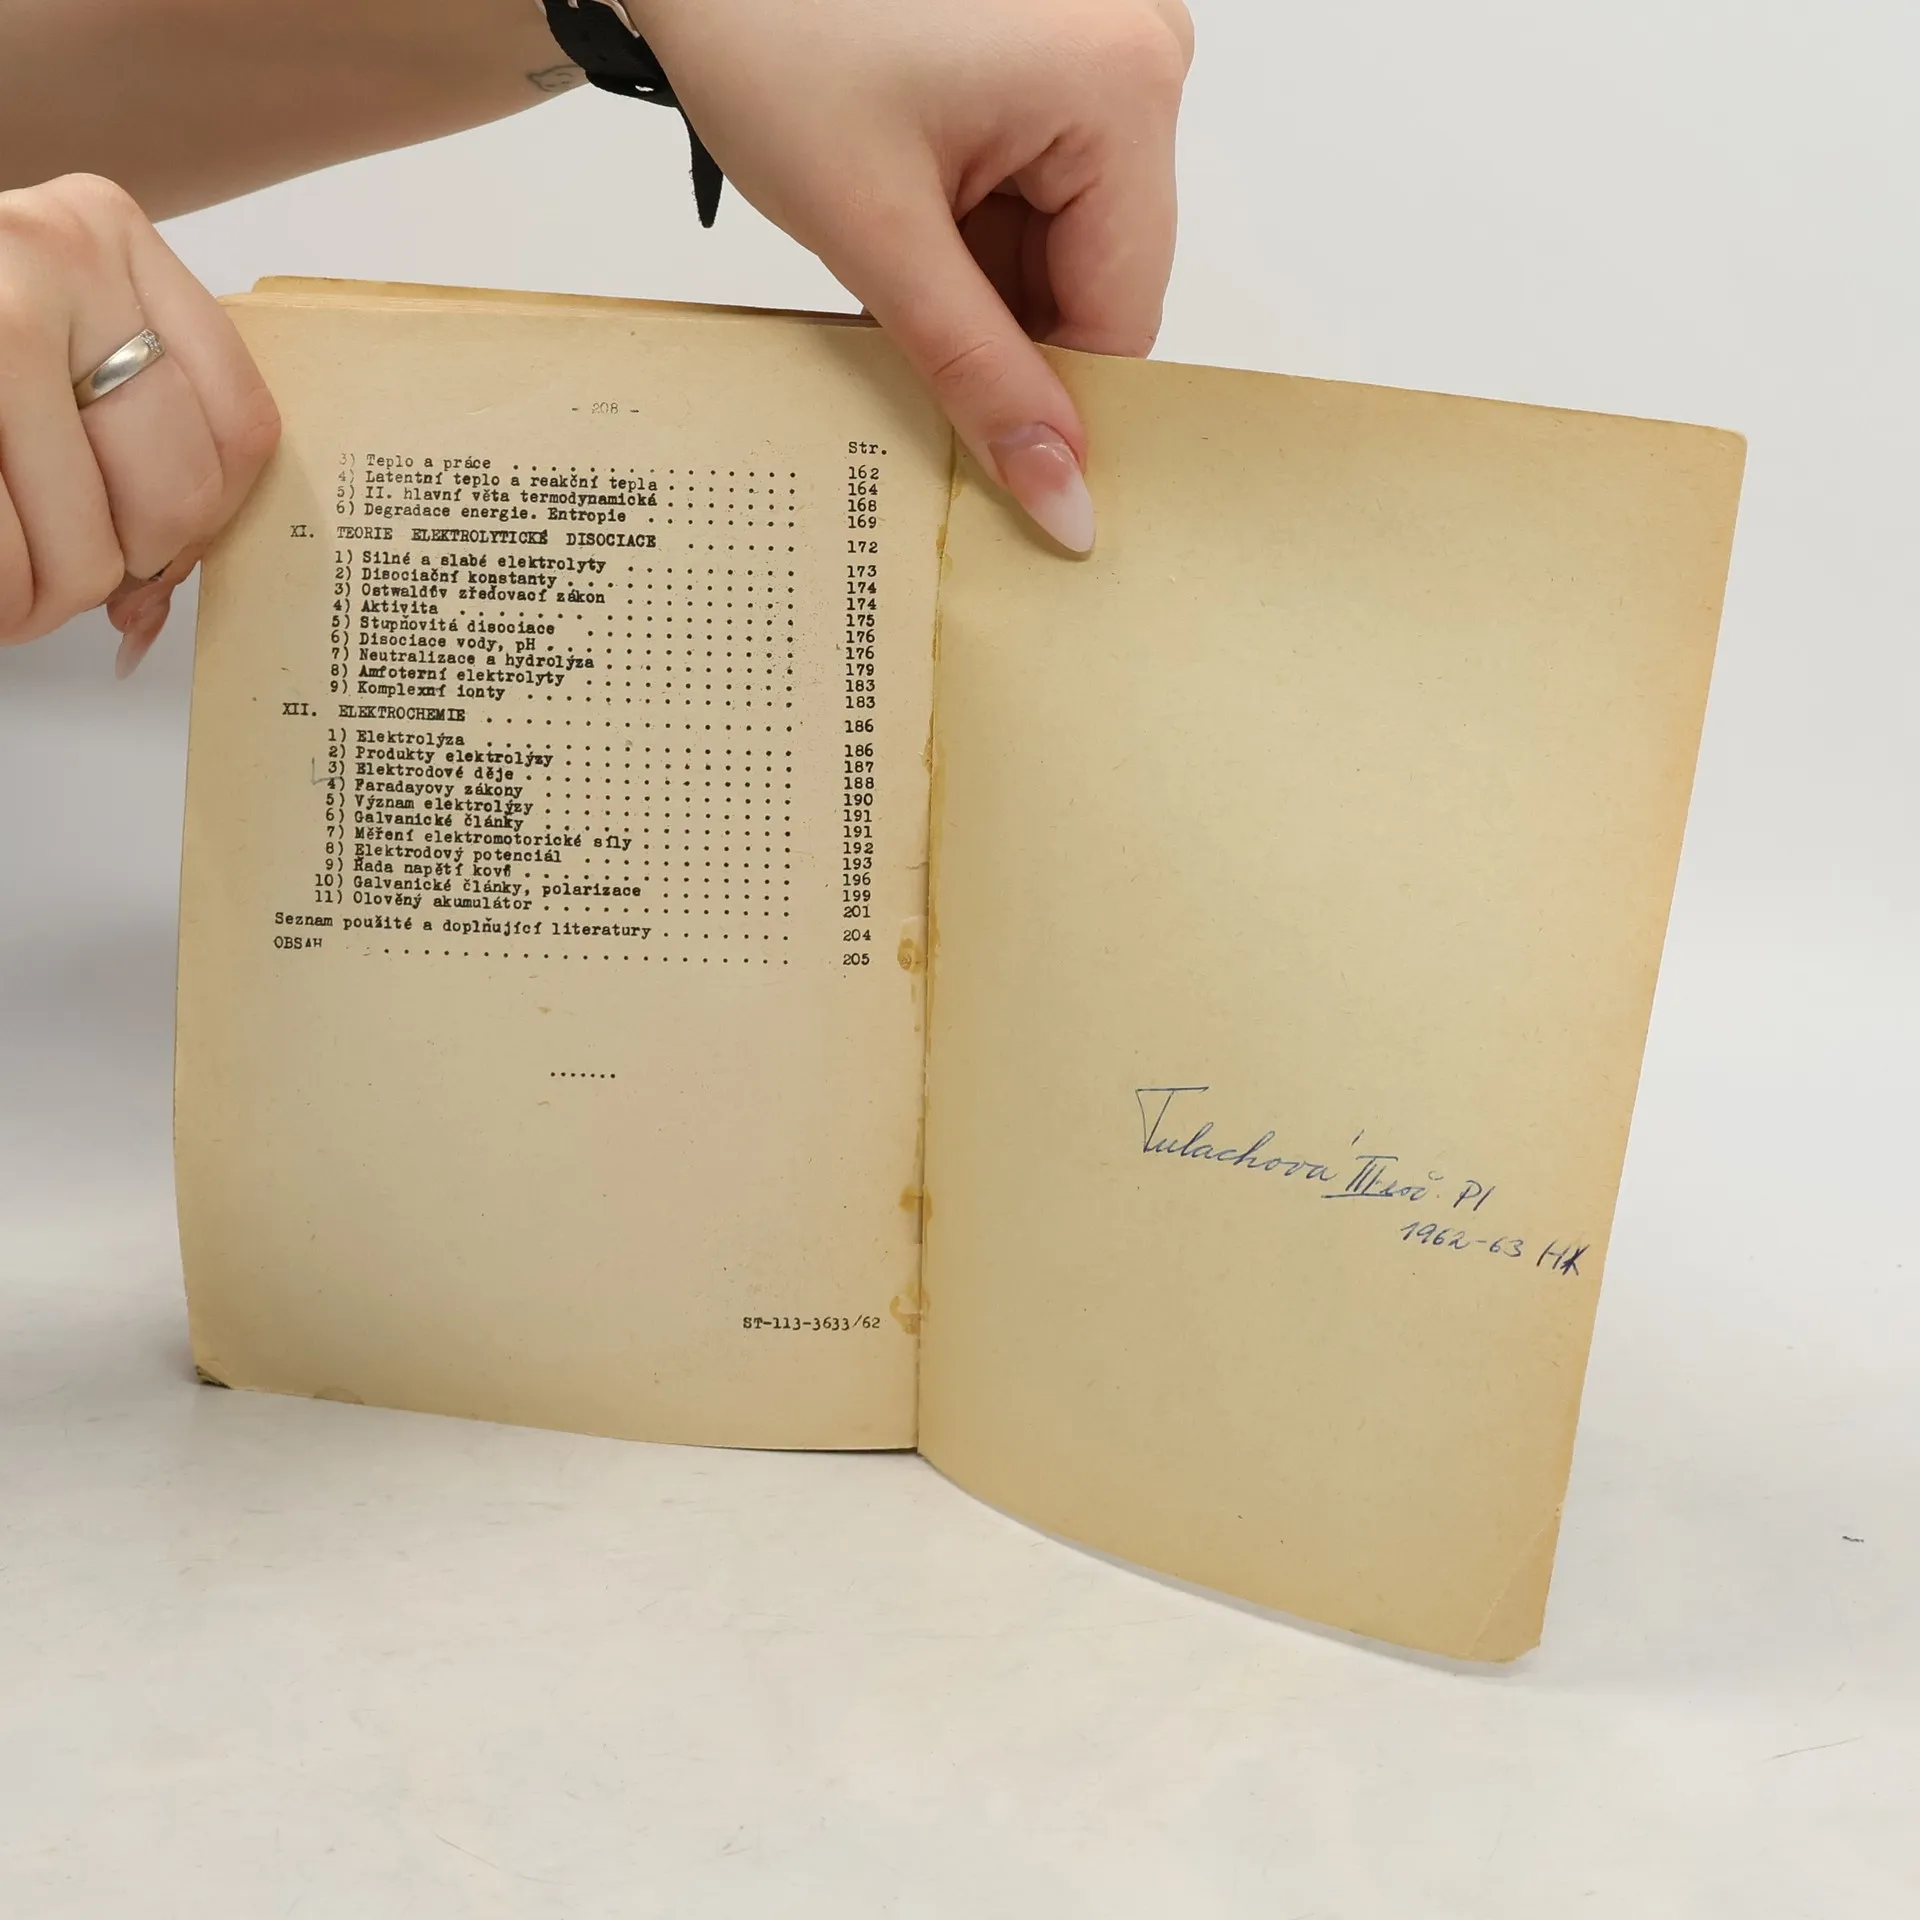 - 208 -
Str.
3) Teplo a práce . . . . . . . . . . . . . . 162
4) Latentní teplo a reakční tepla . . . . . . . 164
5) II. hlavní věta termodynamická . . . . . . . 168
6) Degradace energie. Entropie . . . . . . . . 169
XI. TEORIE ELEKTROLYTICKÉ DISOCIACE . . . . . . 172
1) Silné a slabé elektrolyty . . . . . . . . . 173
2) Disociační konstanty . . . . . . . . . . . 174
3) Ostwaldův zřeďovací zákon . . . . . . . . . 174
4) Aktivita . . . . . . . . . . . . . . . . . 175
5) Stupňovitá disociace . . . . . . . . . . . 176
6) Disociace vody, pH . . . . . . . . . . . . 176
7) Neutralizace a hydrolýza . . . . . . . . . 179
8) Amfoterní elektrolyty . . . . . . . . . . 183
9) Komplexní ionty . . . . . . . . . . . . . 183
XII. ELEKTROCHEMIE . . . . . . . . . . . . . . 186
1) Elektrolýza . . . . . . . . . . . . . . . 186
2) Produkty elektrolýzy . . . . . . . . . . . 187
3) Elektrodové děje . . . . . . . . . . . . . 188
4) Faradayovy zákony . . . . . . . . . . . . 190
5) Význam elektrolýzy . . . . . . . . . . . . 191
6) Galvanické články . . . . . . . . . . . . 191
7) Měření elektromotorické síly . . . . . . . 192
8) Elektrodový potenciál . . . . . . . . . . 193
9) Řada napětí kovů . . . . . . . . . . . . . 196
10) Galvanické články, polarizace . . . . . . 199
11) Olověný akumulátor . . . . . . . . . . . . 201
Seznam použité a doplňující literatury . . . . . . 204
OBSAH . . . . . . . . . . . . . . . . . . . . 205
.......
ST-113-3633/62
Tulachová III. roč. PI
1962-63 HK